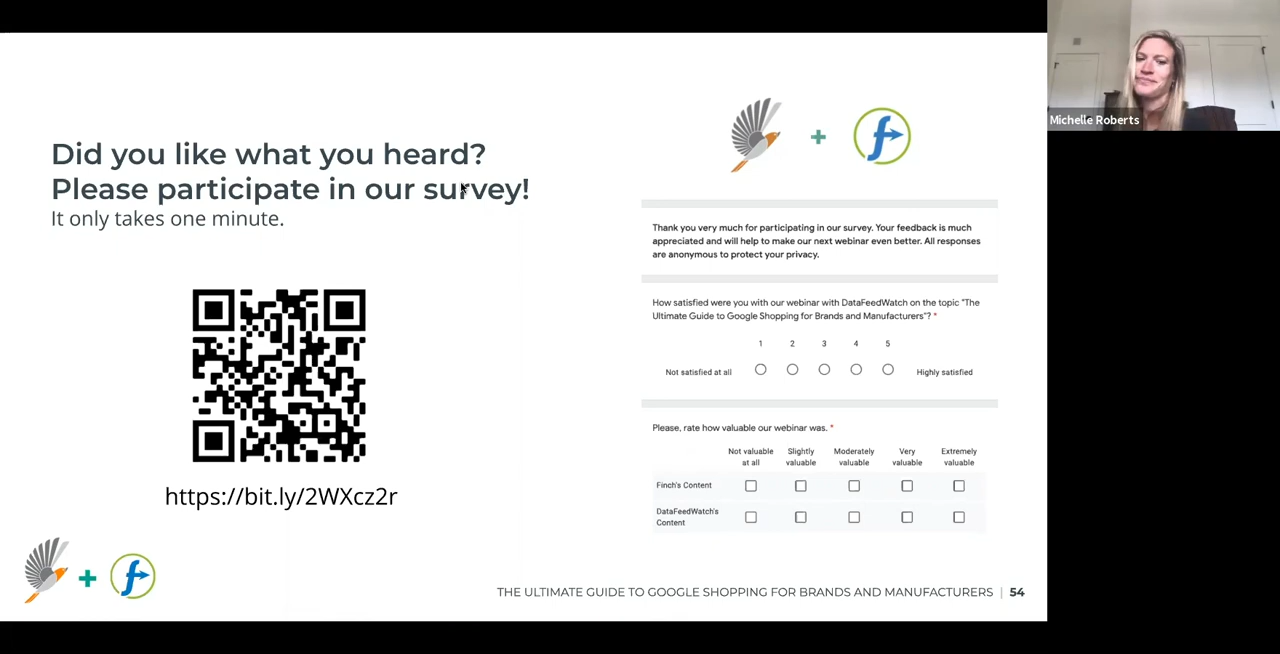 Did you like what you heard?
Please participate in our survey!
It only takes one minute.
https://bit.ly/2WXcz2r
Thank you very much for participating in our survey. Your feedback is much
appreciated and will help to make our next webinar even better. All responses
are anonymous to protect your privacy.
How satisfied were you with our webinar with DataFeedWatch on the topic "The
Ultimate Guide to Google Shopping for Brands and Manufacturers"? *
1 2 3 4 5
Not satisfied at all Highly satisfied
Please, rate how valuable our webinar was. *
Not valuable Slightly Moderately Very Extremely
at all valuable valuable valuable valuable
Finch's Content
DataFeedWatch's
Content
THE ULTIMATE GUIDE TO GOOGLE SHOPPING FOR BRANDS AND MANUFACTURERS | 54
Michelle Roberts